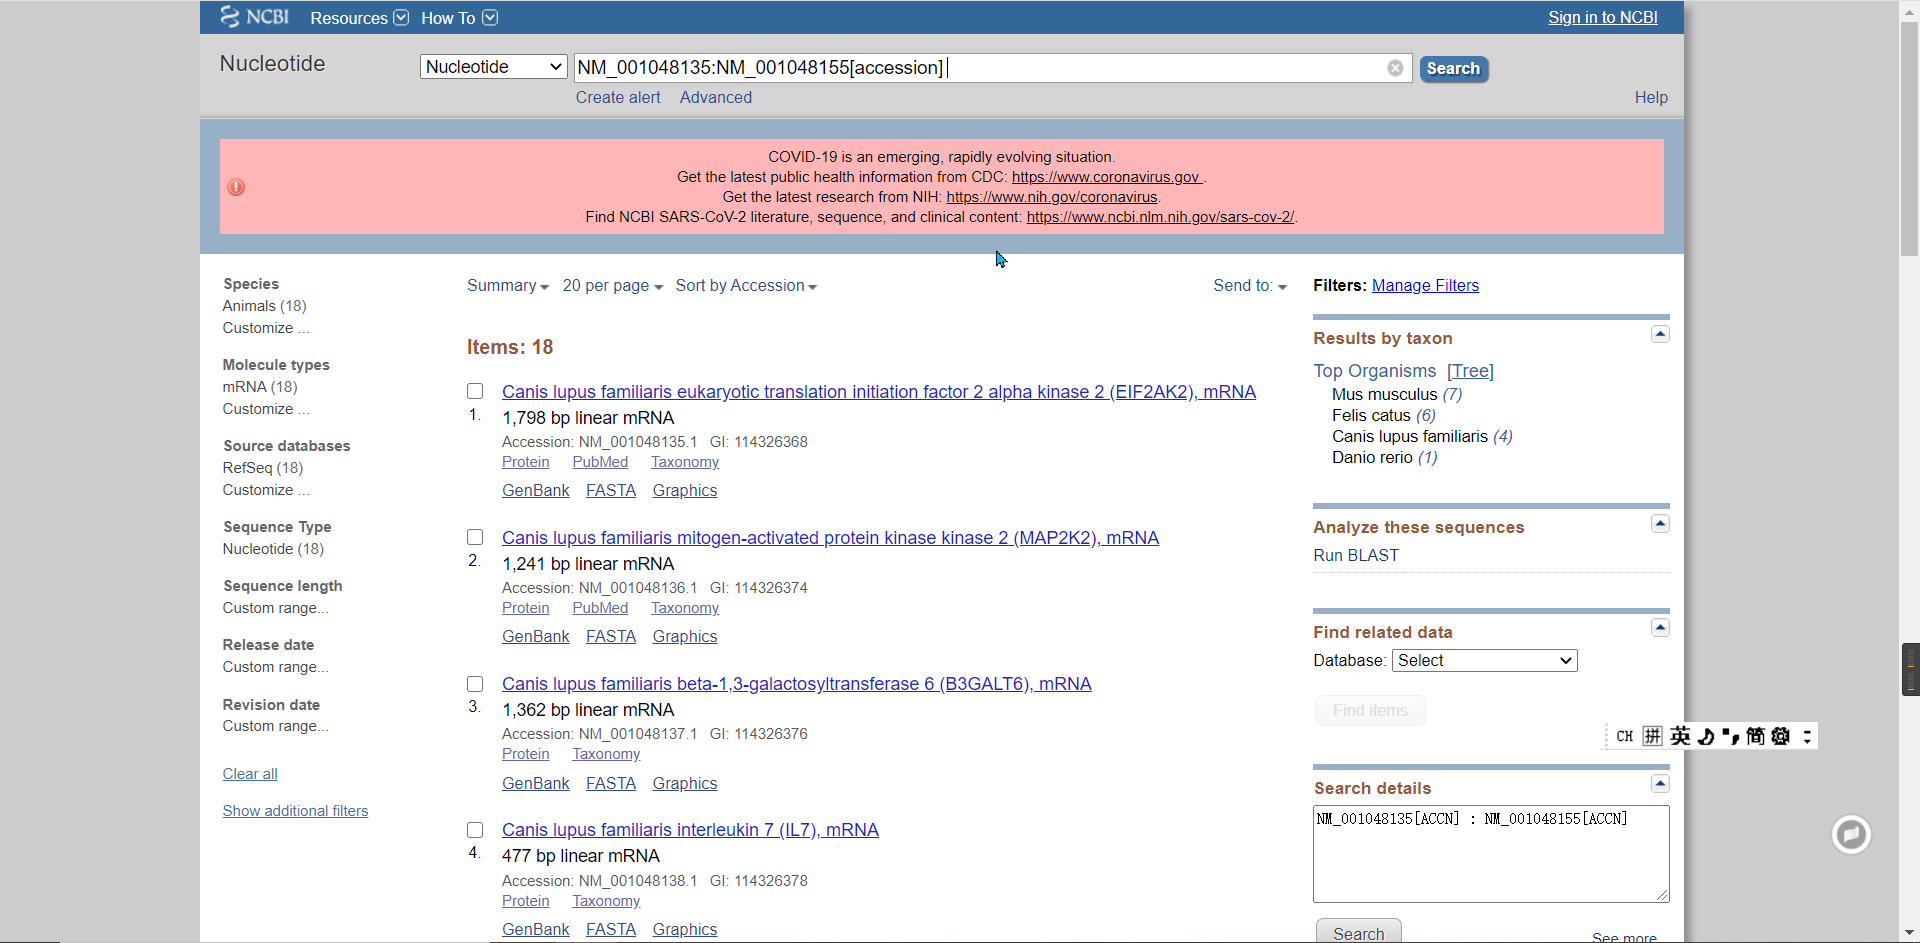 NCBI Resources How To Sign in to NCBI
Nucleotide
Nucleotide
NM_001048135:NM_001048155[accession]
Search
Create alert Advanced
Help
COVID-19 is an emerging, rapidly evolving situation.
Get the latest public health information from CDC: https://www.coronavirus.gov .
Get the latest research from NIH: https://www.nih.gov/coronavirus.
Find NCBI SARS-CoV-2 literature, sequence, and clinical content: https://www.ncbi.nlm.nih.gov/sars-cov-2/.
Species
Animals (18)
Customize ...
Molecule types
mRNA (18)
Customize ...
Source databases
RefSeq (18)
Customize ...
Sequence Type
Nucleotide (18)
Sequence length
Custom range...
Release date
Custom range...
Revision date
Custom range...
Clear all
Show additional filters
Summary 20 per page Sort by Accession
Send to:
Items: 18
Canis lupus familiaris eukaryotic translation initiation factor 2 alpha kinase 2 (EIF2AK2), mRNA
1. 1,798 bp linear mRNA
Accession: NM_001048135.1 GI: 114326368
Protein PubMed Taxonomy
GenBank FASTA Graphics
Canis lupus familiaris mitogen-activated protein kinase kinase 2 (MAP2K2), mRNA
2. 1,241 bp linear mRNA
Accession: NM_001048136.1 GI: 114326374
Protein PubMed Taxonomy
GenBank FASTA Graphics
Canis lupus familiaris beta-1,3-galactosyltransferase 6 (B3GALT6), mRNA
3. 1,362 bp linear mRNA
Accession: NM_001048137.1 GI: 114326376
Protein Taxonomy
GenBank FASTA Graphics
Canis lupus familiaris interleukin 7 (IL7), mRNA
4. 477 bp linear mRNA
Accession: NM_001048138.1 GI: 114326378
Protein Taxonomy
GenBank FASTA Graphics
Filters: Manage Filters
Results by taxon
Top Organisms [Tree]
Mus musculus (7)
Felis catus (6)
Canis lupus familiaris (4)
Danio rerio (1)
Analyze these sequences
Run BLAST
Find related data
Database: Select
Find items
CH 拼 英 简
Search details
NM_001048135[ACCN] : NM_001048155[ACCN]
Search
See more